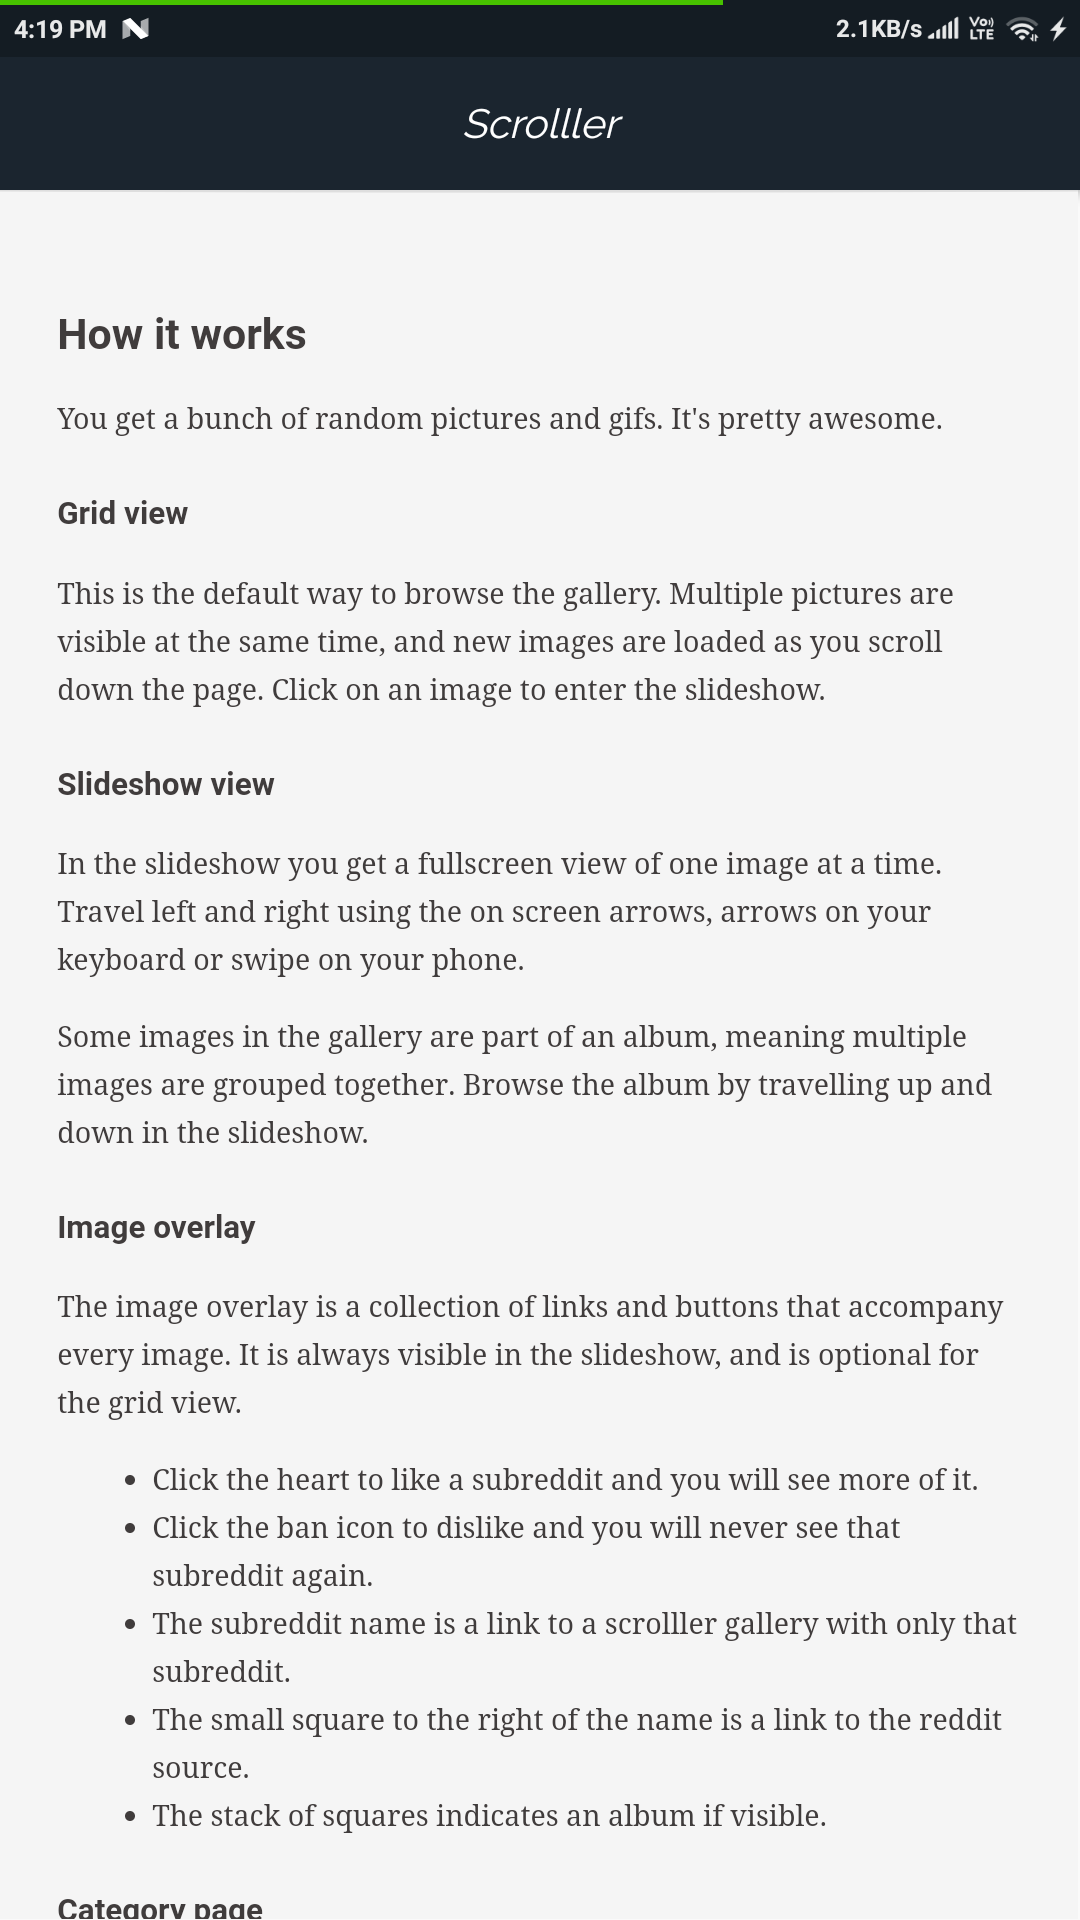 4:19 PM
2.1KB/s
Vo))
LTE
Scrolller
How it works
You get a bunch of random pictures and gifs. It's pretty awesome.
Grid view
This is the default way to browse the gallery. Multiple pictures are
visible at the same time, and new images are loaded as you scroll
down the page. Click on an image to enter the slideshow.
Slideshow view
In the slideshow you get a fullscreen view of one image at a time.
Travel left and right using the on screen arrows, arrows on your
keyboard or swipe on your phone.
Some images in the gallery are part of an album, meaning multiple
images are grouped together. Browse the album by travelling up and
down in the slideshow.
Image overlay
The image overlay is a collection of links and buttons that accompany
every image. It is always visible in the slideshow, and is optional for
the grid view.
• Click the heart to like a subreddit and you will see more of it.
• Click the ban icon to dislike and you will never see that
subreddit again.
• The subreddit name is a link to a scrolller gallery with only that
subreddit.
• The small square to the right of the name is a link to the reddit
source.
• The stack of squares indicates an album if visible.
Category page